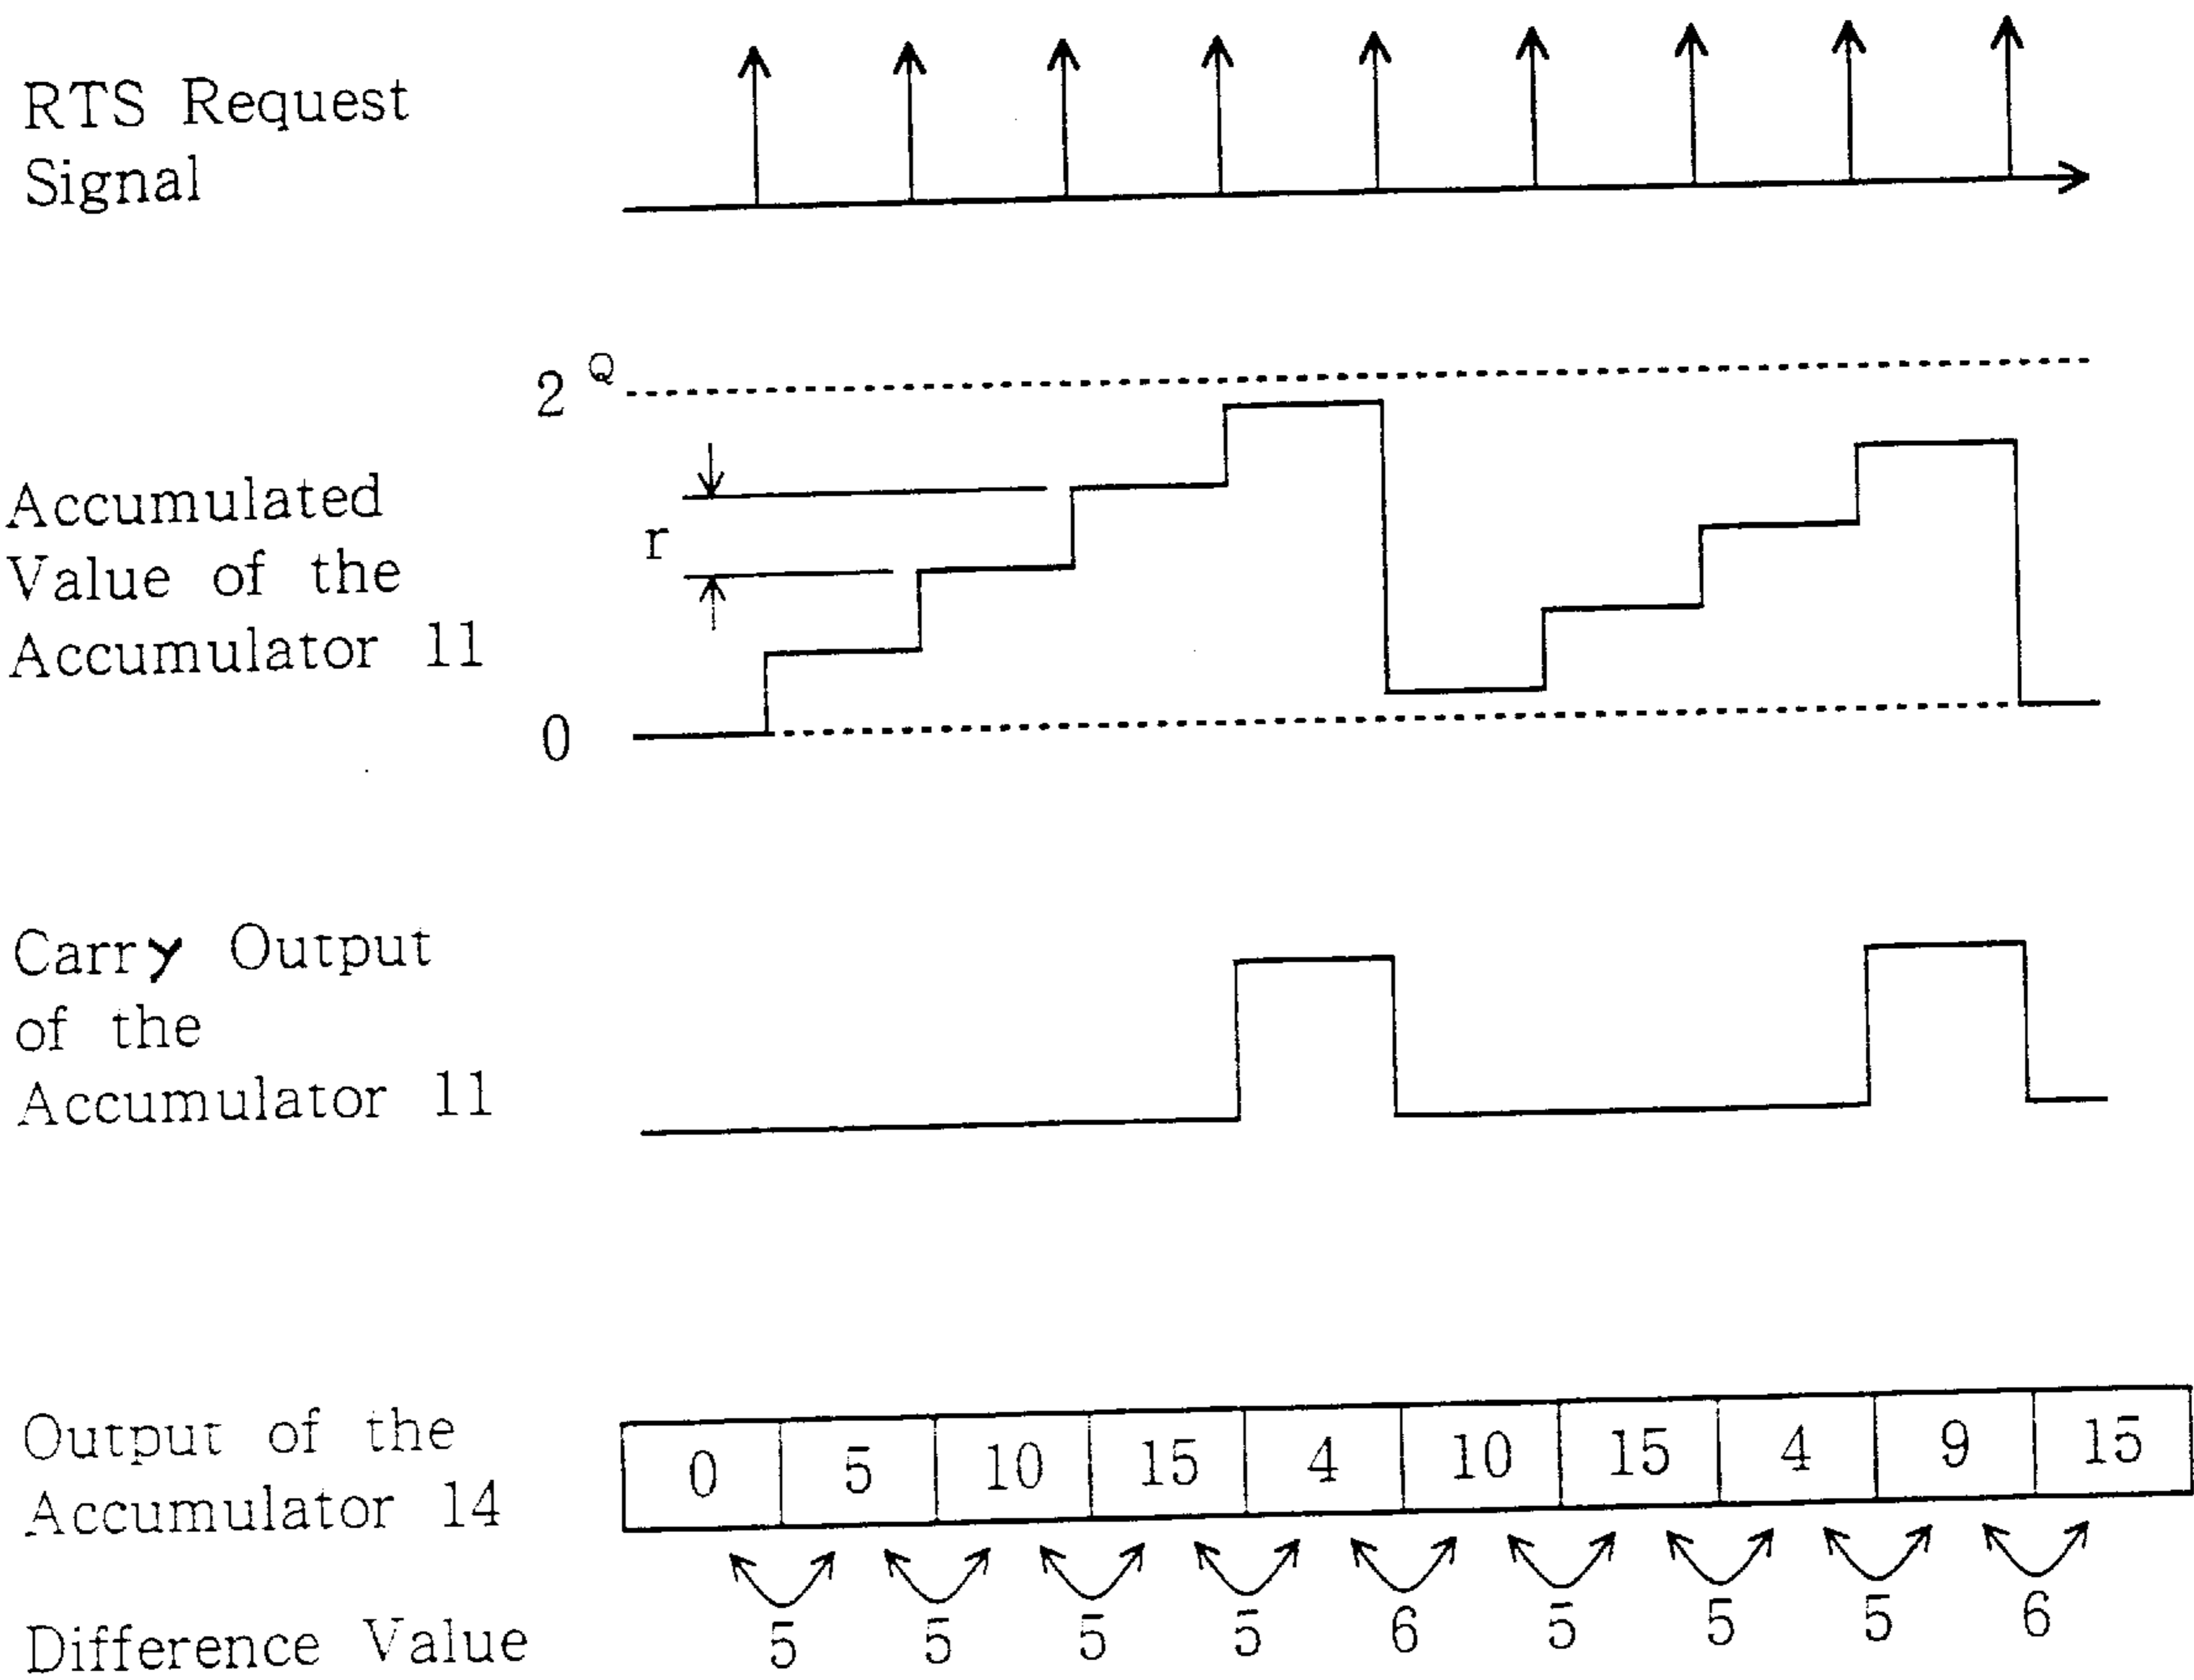 RTS Request
Signal
2 Q
Accumulated
Value of the
Accumulator 11
r
0
Carry Output
of the
Accumulator 11
Output of the
Accumulator 14
0 5 10 15 4 10 15 4 9 15
Difference Value
5 5 5 5 6 5 5 5 6